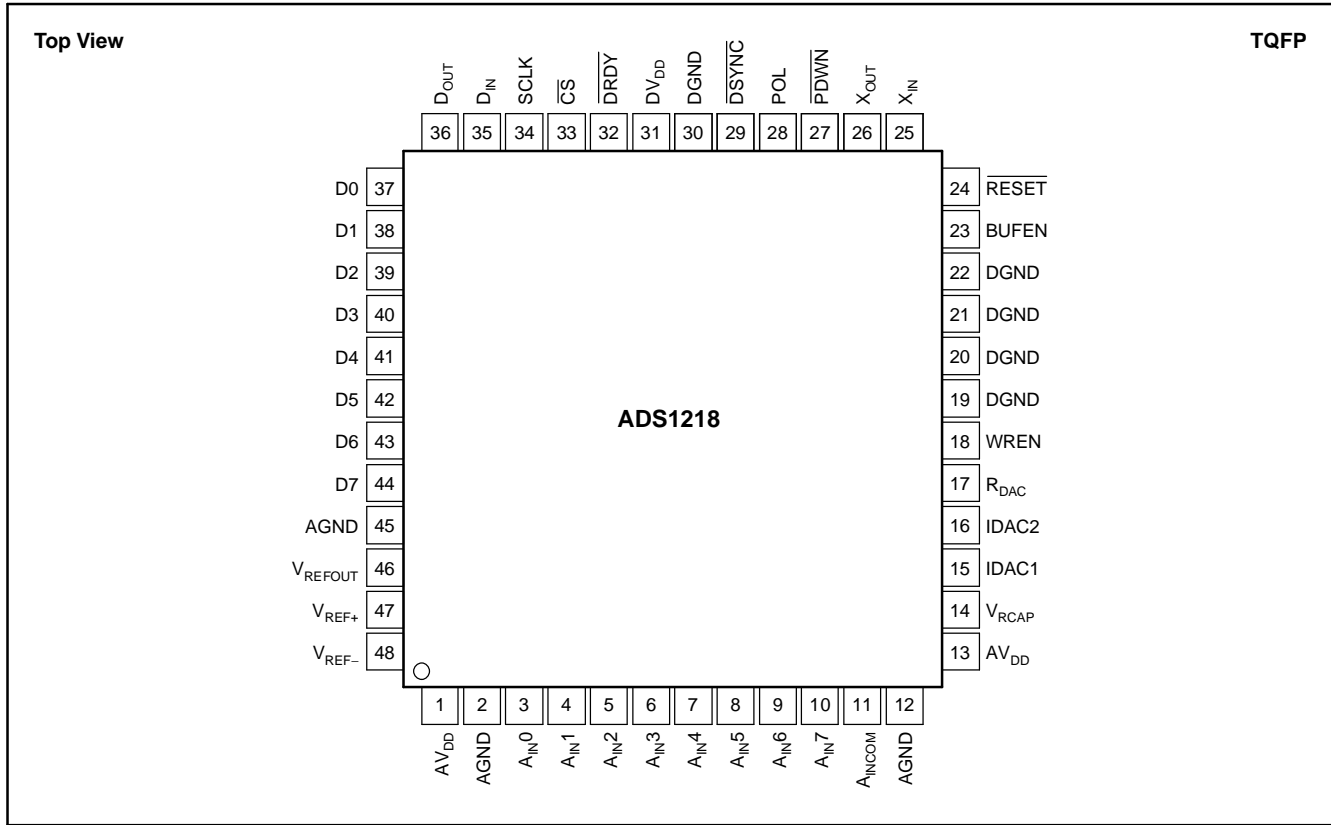 Top View
TQFP
DOUT
DIN
SCLK
C̅S̅
D̅R̅D̅Y̅
DVDD
DGND
D̅S̅Y̅N̅C̅
POL
P̅D̅W̅N̅
XOUT
XIN
36 35 34 33 32 31 30 29 28 27 26 25
D0 37
D1 38
D2 39
D3 40
D4 41
D5 42
D6 43
D7 44
AGND 45
VREFOUT 46
VREF+ 47
VREF– 48
ADS1218
24 R̅E̅S̅E̅T̅
23 BUFEN
22 DGND
21 DGND
20 DGND
19 DGND
18 WREN
17 RDAC
16 IDAC2
15 IDAC1
14 VRCAP
13 AVDD
1 2 3 4 5 6 7 8 9 10 11 12
AVDD
AGND
AIN0
AIN1
AIN2
AIN3
AIN4
AIN5
AIN6
AIN7
AINCOM
AGND